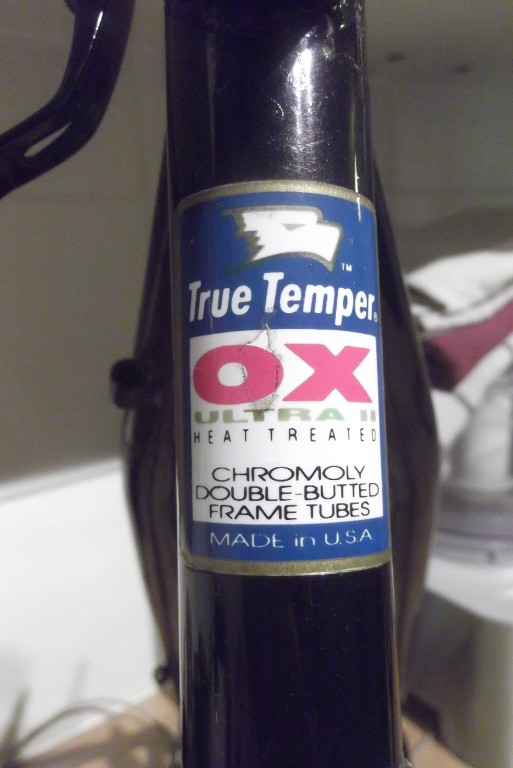 TM
True Temper®
OX
ULTRA II
HEAT TREATED
CHROMOLY
DOUBLE-BUTTED
FRAME TUBES
MADE in U.S.A